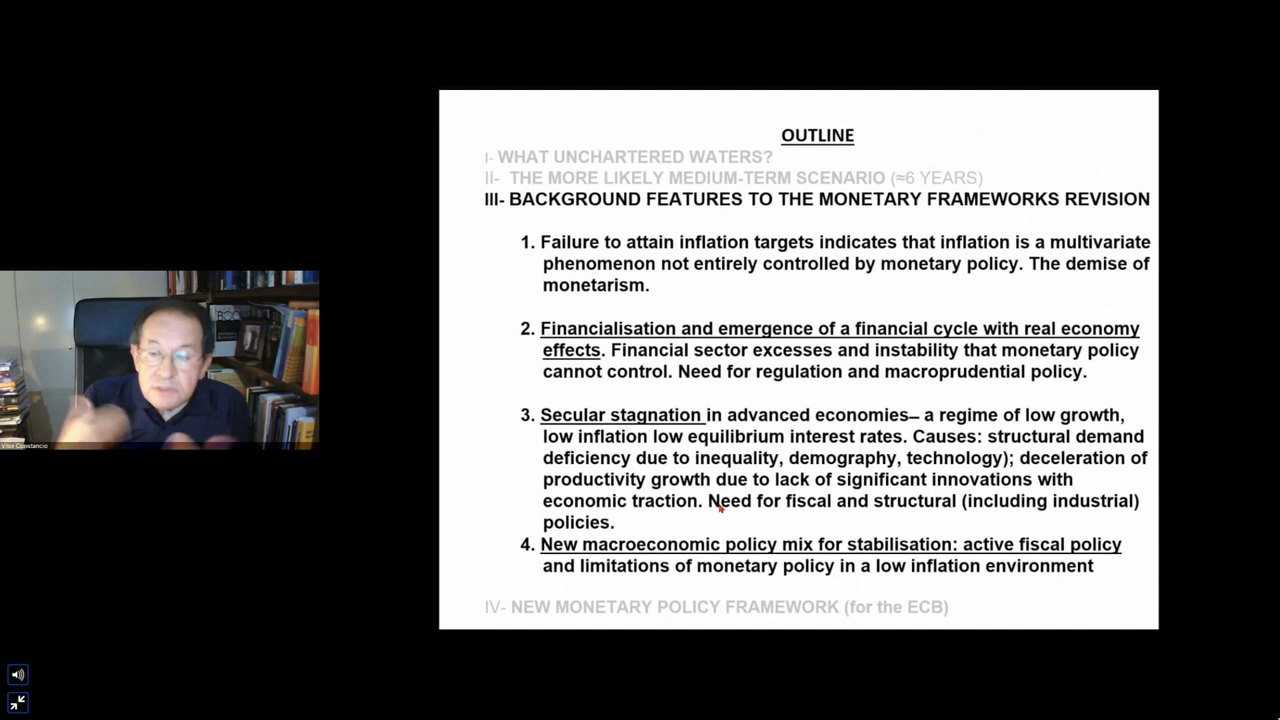 OUTLINE
I- WHAT UNCHARTERED WATERS?
II- THE MORE LIKELY MEDIUM-TERM SCENARIO (≈6 YEARS)
III- BACKGROUND FEATURES TO THE MONETARY FRAMEWORKS REVISION
1. Failure to attain inflation targets indicates that inflation is a multivariate
phenomenon not entirely controlled by monetary policy. The demise of
monetarism.
2. Financialisation and emergence of a financial cycle with real economy
effects. Financial sector excesses and instability that monetary policy
cannot control. Need for regulation and macroprudential policy.
3. Secular stagnation in advanced economies– a regime of low growth,
low inflation low equilibrium interest rates. Causes: structural demand
deficiency due to inequality, demography, technology); deceleration of
productivity growth due to lack of significant innovations with
economic traction. Need for fiscal and structural (including industrial)
policies.
4. New macroeconomic policy mix for stabilisation: active fiscal policy
and limitations of monetary policy in a low inflation environment
IV- NEW MONETARY POLICY FRAMEWORK (for the ECB)
Vitor Constancio